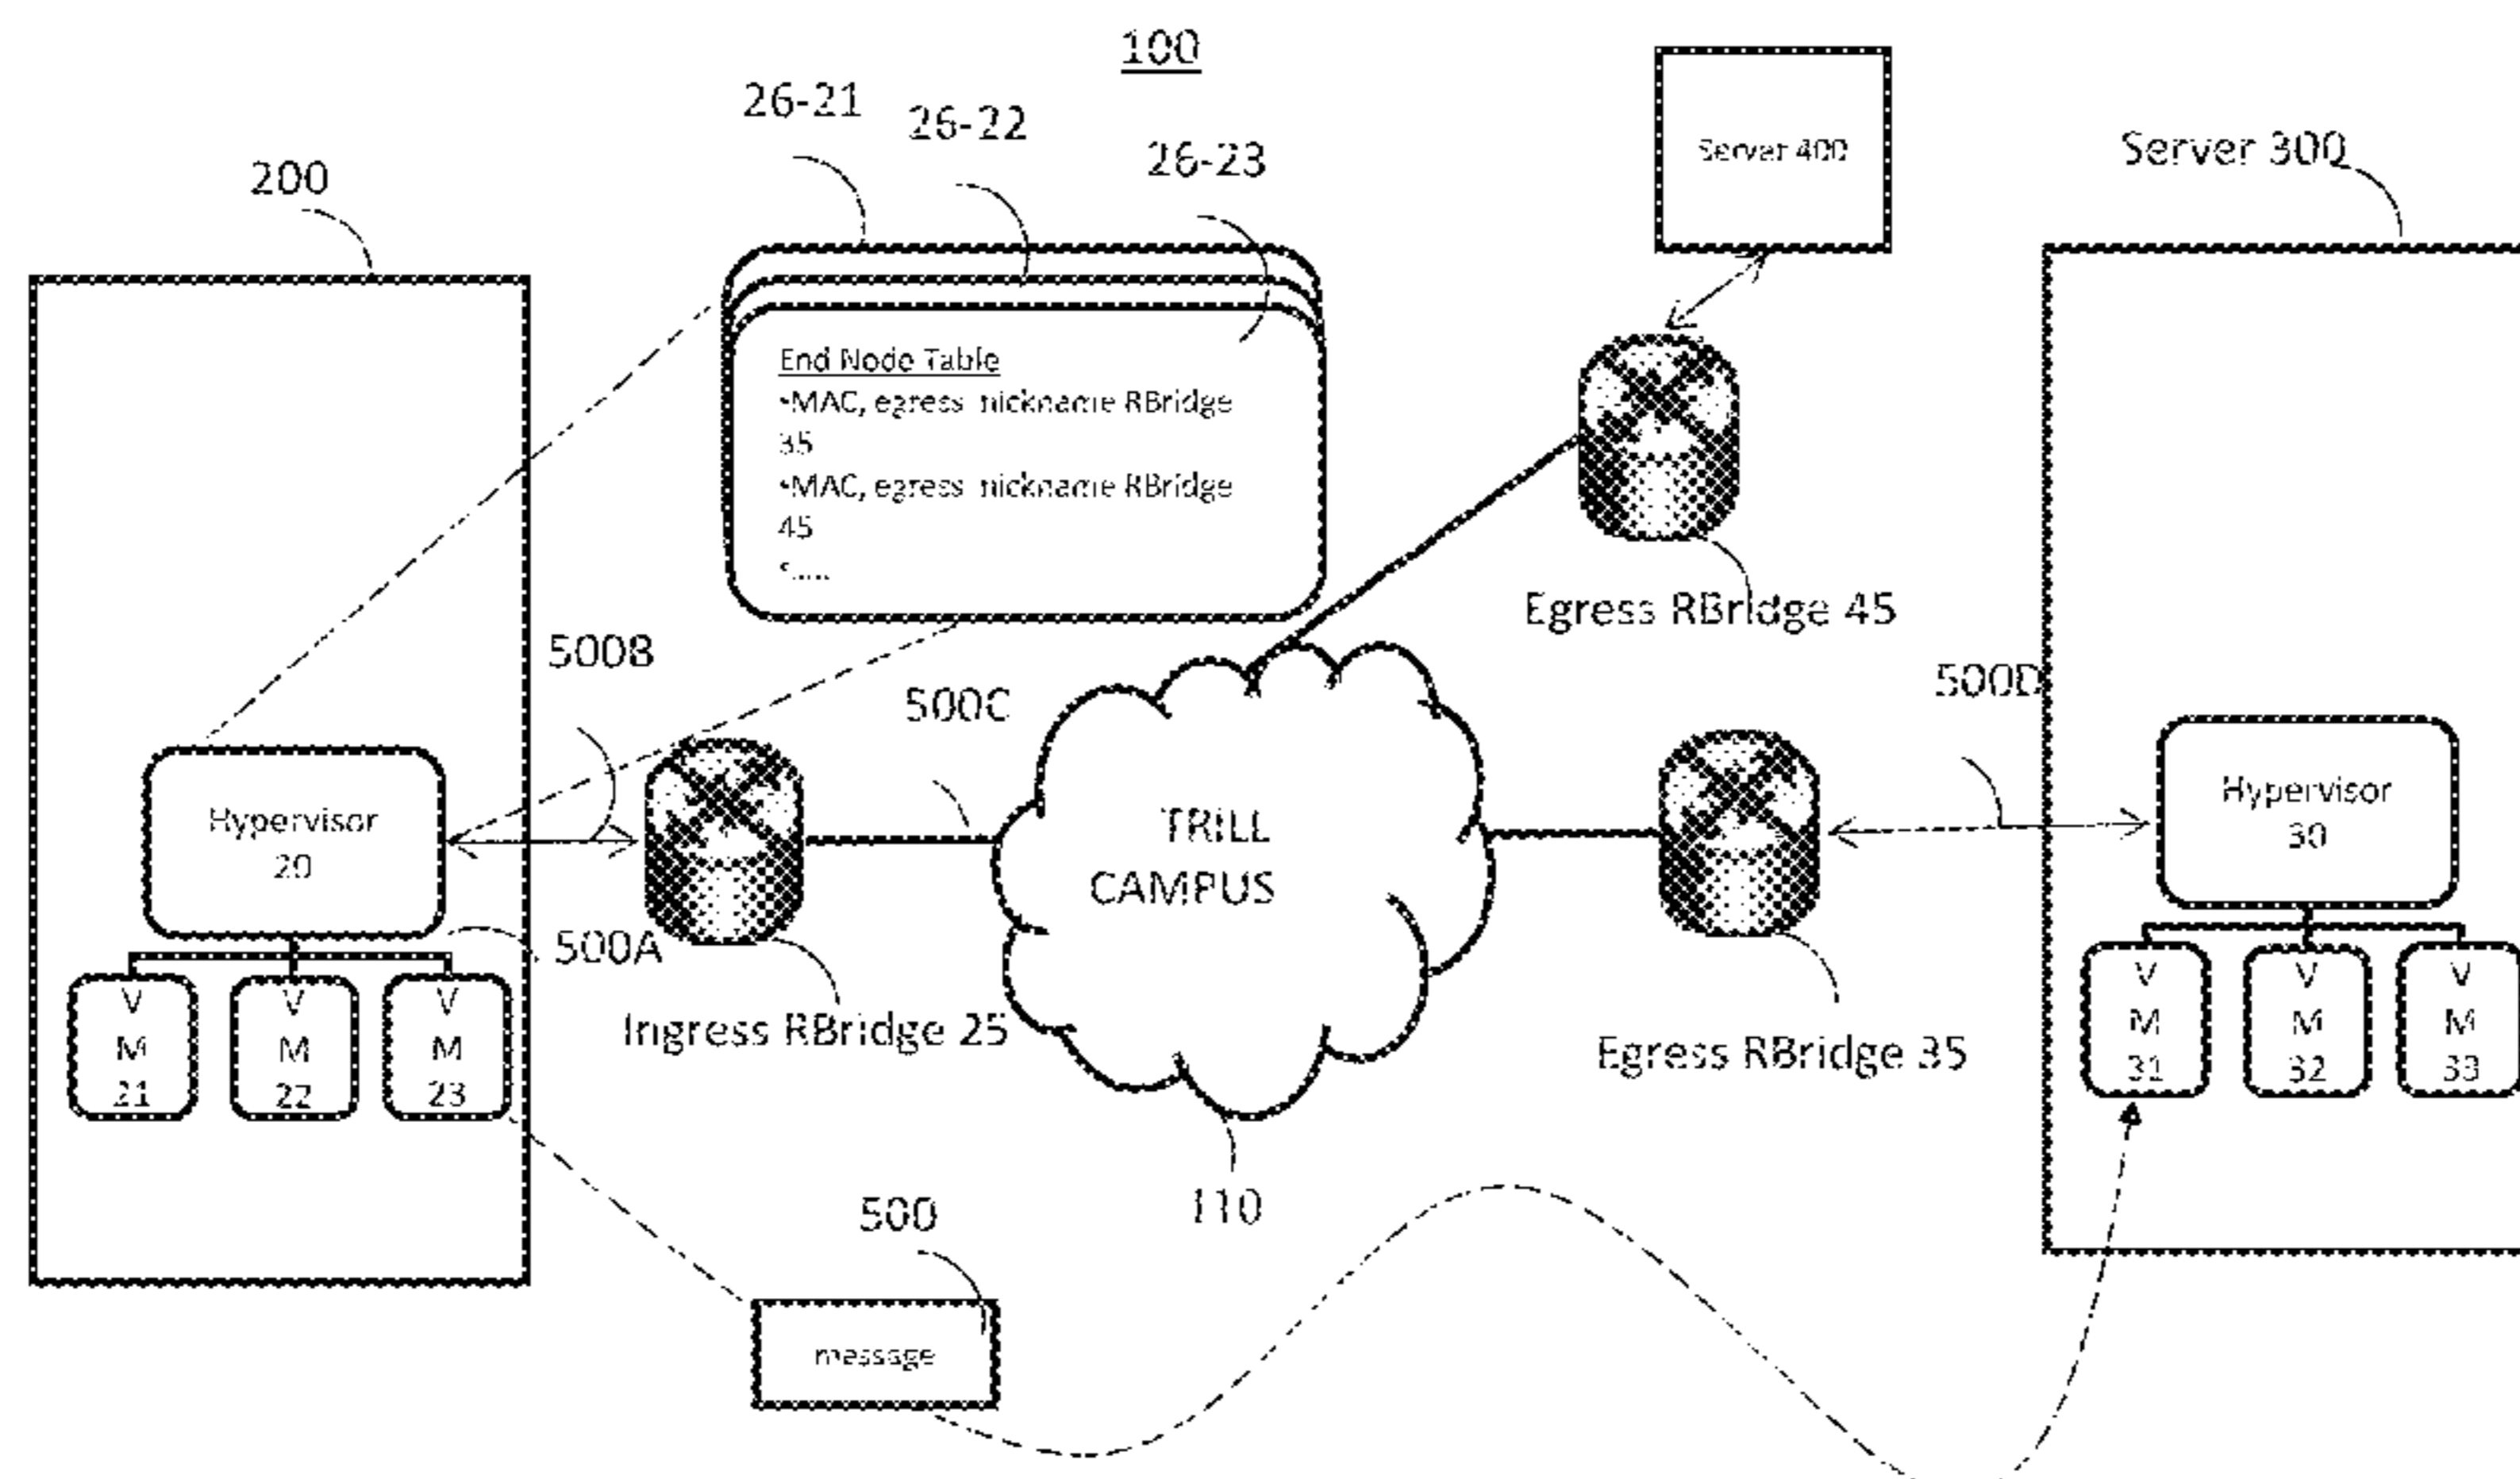 100
26-21
26-22
26-23
200
Server 400
Server 300
End Node Table
•MAC, egress nickname RBridge
35
•MAC, egress nickname RBridge
45
Egress RBridge 45
500B
500C
500D
Hypervisor
20
TRILL
CAMPUS
Hypervisor
30
500A
Ingress RBridge 25
Egress RBridge 35
V
M
21
V
M
22
V
M
23
V
M
31
V
M
32
V
M
33
110
500
message